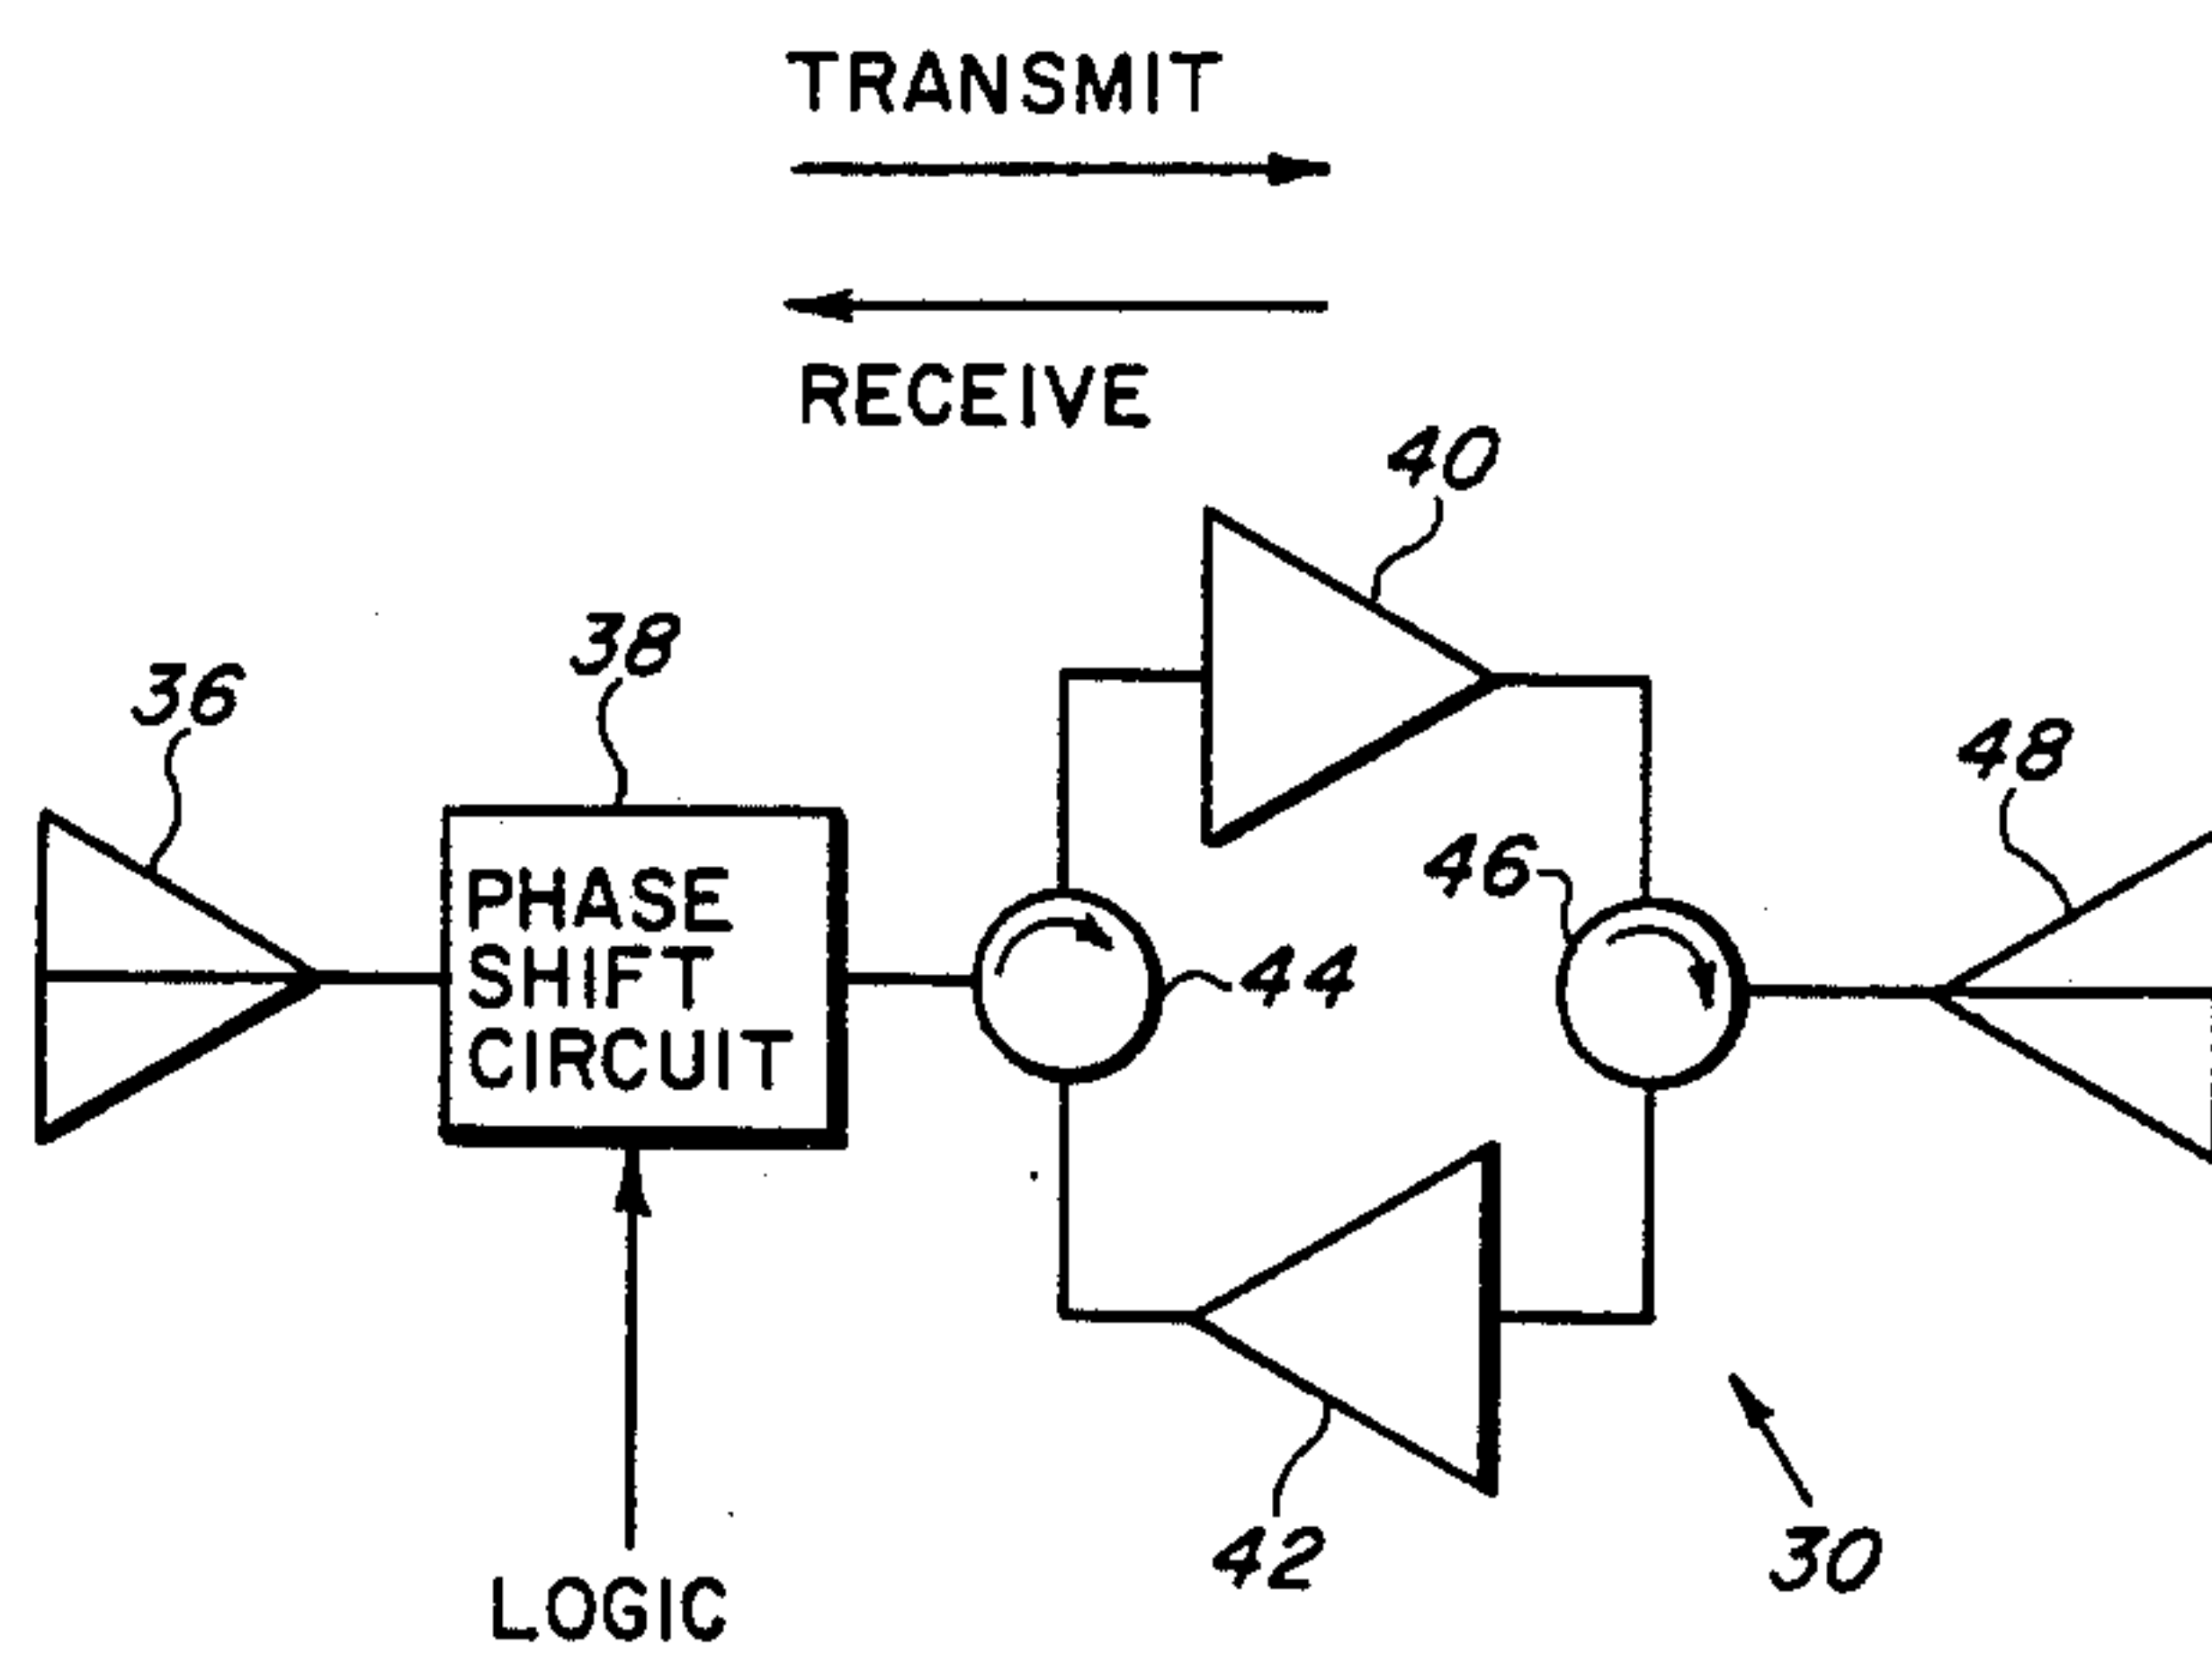 TRANSMIT
RECEIVE
40
38
36
48
46
PHASE
SHIFT
CIRCUIT
44
42
30
LOGIC